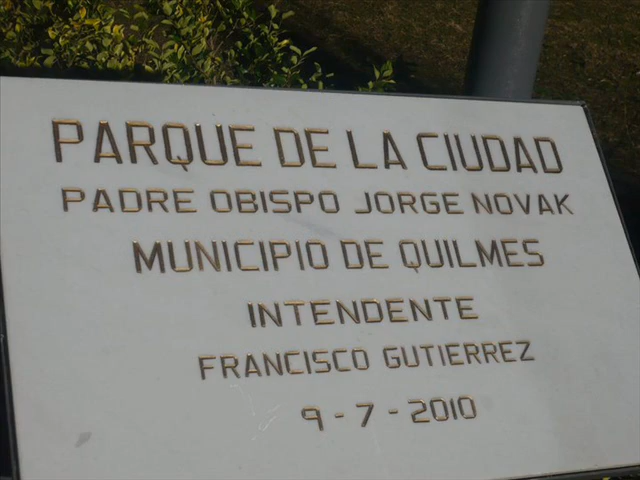 PARQUE DE LA CIUDAD
PADRE OBISPO JORGE NOVAK
MUNICIPIO DE QUILMES
INTENDENTE
FRANCISCO GUTIERREZ
9-7-2010